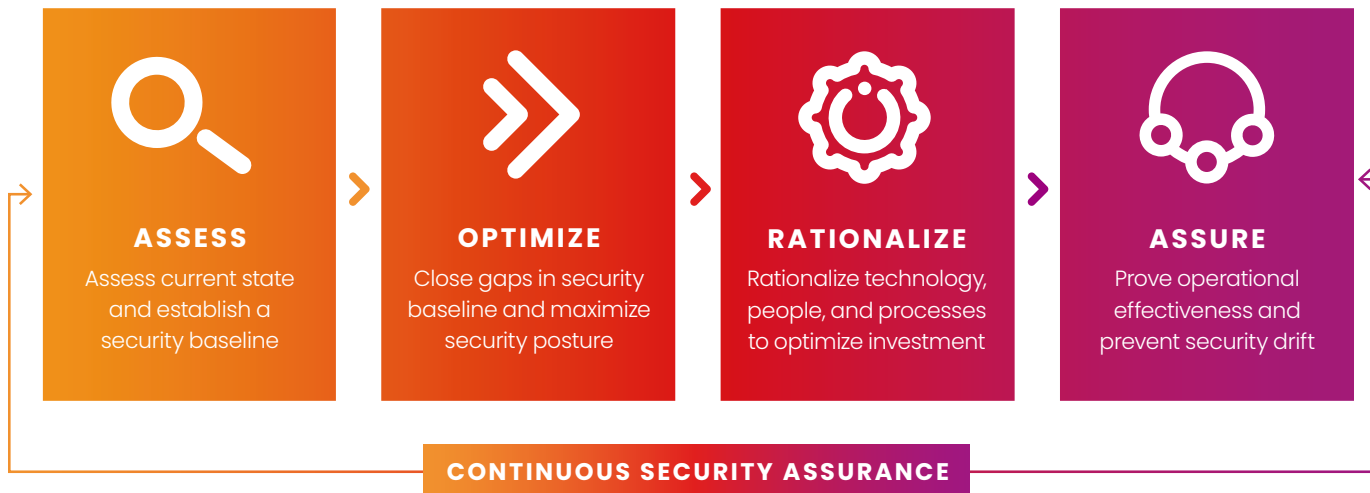 ASSESS
Assess current state
and establish a
security baseline
OPTIMIZE
Close gaps in security
baseline and maximize
security posture
RATIONALIZE
Rationalize technology,
people, and processes
to optimize investment
ASSURE
Prove operational
effectiveness and
prevent security drift
CONTINUOUS SECURITY ASSURANCE